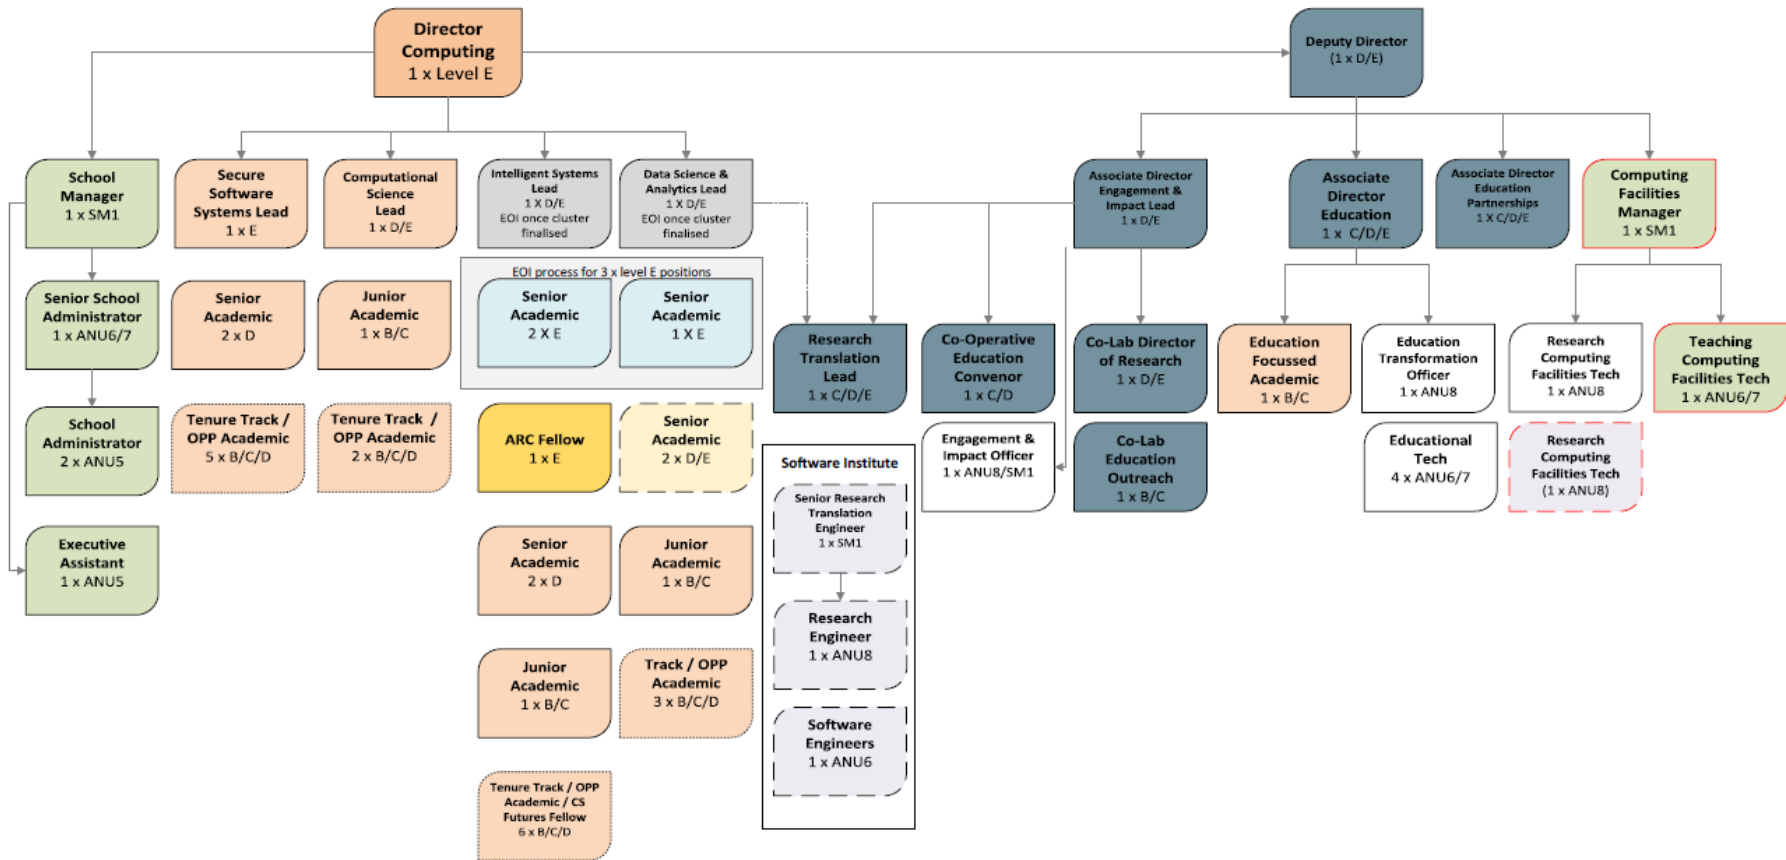 Director
Computing
1 x Level E
Deputy Director
(1 x D/E)
School
Manager
1 x SM1
Secure
Software
Systems Lead
1 x E
Computational
Science
Lead
1 x D/E
Intelligent Systems
Lead
1 X D/E
EOI once cluster
finalised
Data Science &
Analytics Lead
1 X D/E
EOI once cluster
finalised
Associate Director
Engagement &
Impact Lead
1 x D/E
Associate
Director
Education
1 x C/D/E
Associate Director
Education
Partnerships
1 X C/D/E
Computing
Facilities
Manager
1 x SM1
EOI process for 3 x level E positions
Senior School
Administrator
1 x ANU6/7
Senior
Academic
2 x D
Junior
Academic
1 x B/C
Senior
Academic
2 X E
Senior
Academic
1 X E
Research
Translation
Lead
1 x C/D/E
Co-Operative
Education
Convenor
1 x C/D
Co-Lab Director
of Research
1 x D/E
Education
Focussed
Academic
1 x B/C
Education
Transformation
Officer
1 x ANU8
Research
Computing
Facilities Tech
1 x ANU8
Teaching
Computing
Facilities Tech
1 x ANU6/7
School
Administrator
2 x ANU5
Tenure Track /
OPP Academic
5 x B/C/D
Tenure Track /
OPP Academic
2 x B/C/D
ARC Fellow
1 x E
Senior
Academic
2 x D/E
Software Institute
Engagement &
Impact Officer
1 x ANU8/SM1
Co-Lab
Education
Outreach
1 x B/C
Educational
Tech
4 x ANU6/7
Research
Computing
Facilities Tech
(1 x ANU8)
Senior Research
Translation
Engineer
1 x SM1
Executive
Assistant
1 x ANU5
Senior
Academic
2 x D
Junior
Academic
1 x B/C
Research
Engineer
1 x ANU8
Junior
Academic
1 x B/C
Track / OPP
Academic
3 x B/C/D
Software
Engineers
1 x ANU6
Tenure Track / OPP
Academic / CS
Futures Fellow
6 x B/C/D